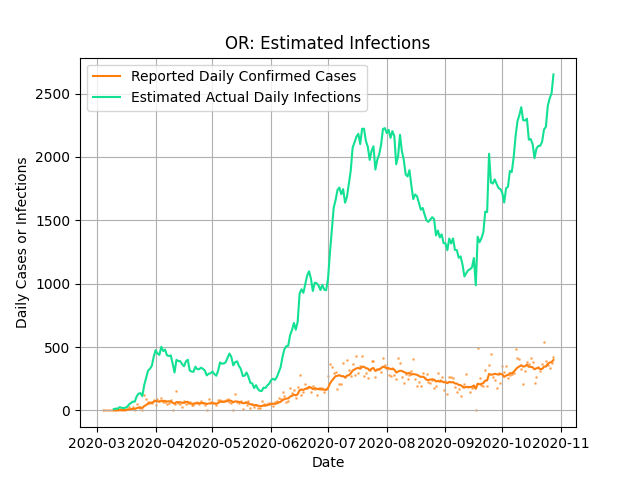 OR: Estimated Infections
Reported Daily Confirmed Cases
Estimated Actual Daily Infections
Daily Cases or Infections
2500
2000
1500
1000
500
0
2020-03 2020-04 2020-05 2020-06 2020-07 2020-08 2020-09 2020-10 2020-11
Date